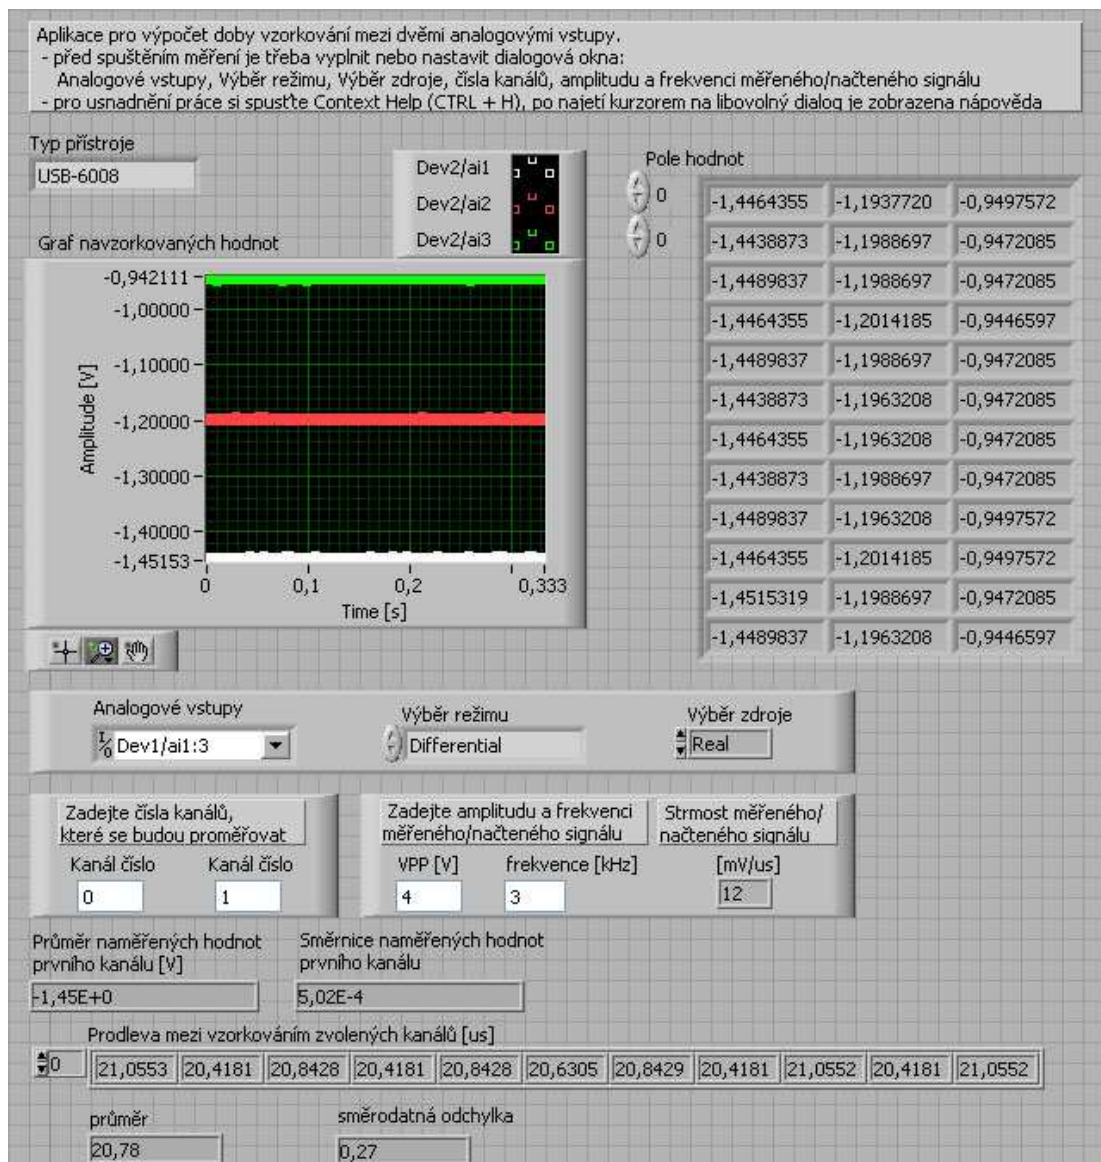 Aplikace pro výpočet doby vzorkování mezi dvěmi analogovými vstupy.
- před spuštěním měření je třeba vyplnit nebo nastavit dialogová okna:
Analogové vstupy, Výběr režimu, Výběr zdroje, čísla kanálů, amplitudu a frekvenci měřeného/načteného signálu
- pro usnadnění práce si spusťte Context Help (CTRL + H), po najetí kurzorem na libovolný dialog je zobrazena nápověda
Typ přístroje
USB-6008
Dev2/ai1
Dev2/ai2
Dev2/ai3
Graf navzorkovaných hodnot
-0,942111
-1,00000
-1,10000
-1,20000
-1,30000
-1,40000
-1,45153
Amplitude [V]
0 0,1 0,2 0,333
Time [s]
Pole hodnot
0
0
-1,4464355 -1,1937720 -0,9497572
-1,4438873 -1,1988697 -0,9472085
-1,4489837 -1,1988697 -0,9472085
-1,4464355 -1,2014185 -0,9446597
-1,4489837 -1,1988697 -0,9472085
-1,4438873 -1,1963208 -0,9472085
-1,4464355 -1,1963208 -0,9472085
-1,4438873 -1,1988697 -0,9472085
-1,4489837 -1,1963208 -0,9497572
-1,4464355 -1,2014185 -0,9497572
-1,4515319 -1,1988697 -0,9472085
-1,4489837 -1,1963208 -0,9446597
Analogové vstupy
I/O Dev1/ai1:3
Výběr režimu
Differential
Výběr zdroje
Real
Zadejte čísla kanálů,
které se budou proměřovat
Kanál číslo Kanál číslo
0 1
Zadejte amplitudu a frekvenci
měřeného/načteného signálu
VPP [V] frekvence [kHz]
4 3
Strmost měřeného/
načteného signálu
[mV/us]
12
Průměr naměřených hodnot
prvního kanálu [V]
-1,45E+0
Směrnice naměřených hodnot
prvního kanálu
5,02E-4
Prodleva mezi vzorkováním zvolených kanálů [us]
0 21,0553 20,4181 20,8428 20,4181 20,8428 20,6305 20,8429 20,4181 21,0552 20,4181 21,0552
průměr
20,78
směrodatná odchylka
0,27